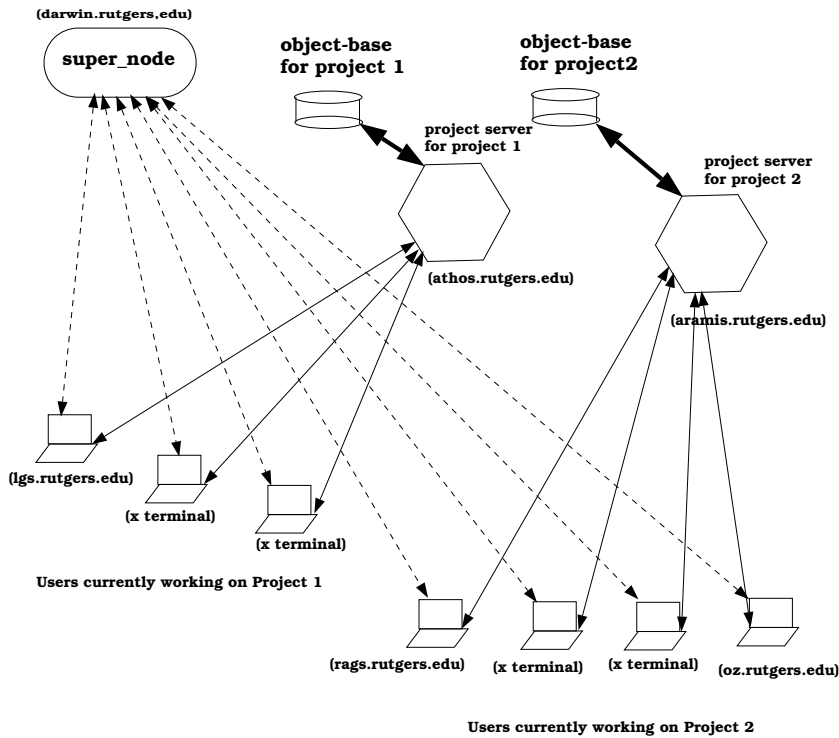 (darwin.rutgers,edu)
super_node
object-base
for project 1
object-base
for project2
project server
for project 1
project server
for project 2
(athos.rutgers.edu)
(aramis.rutgers.edu)
(lgs.rutgers.edu)
(x terminal)
(x terminal)
Users currently working on Project 1
(rags.rutgers.edu)
(x terminal)
(x terminal)
(oz.rutgers.edu)
Users currently working on Project 2